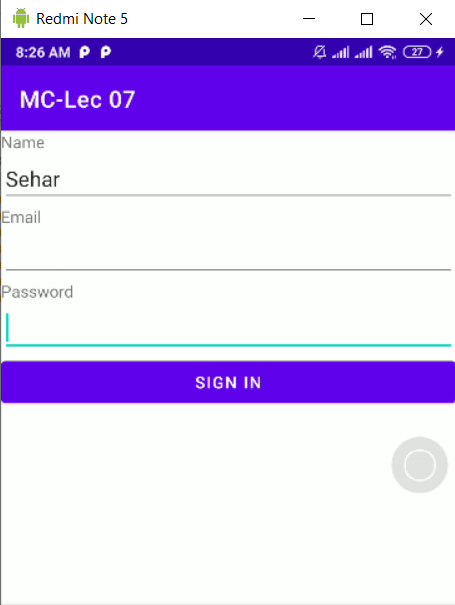 Redmi Note 5
8:26 AM 27
MC-Lec 07
Name
Sehar
Email
Password
SIGN IN